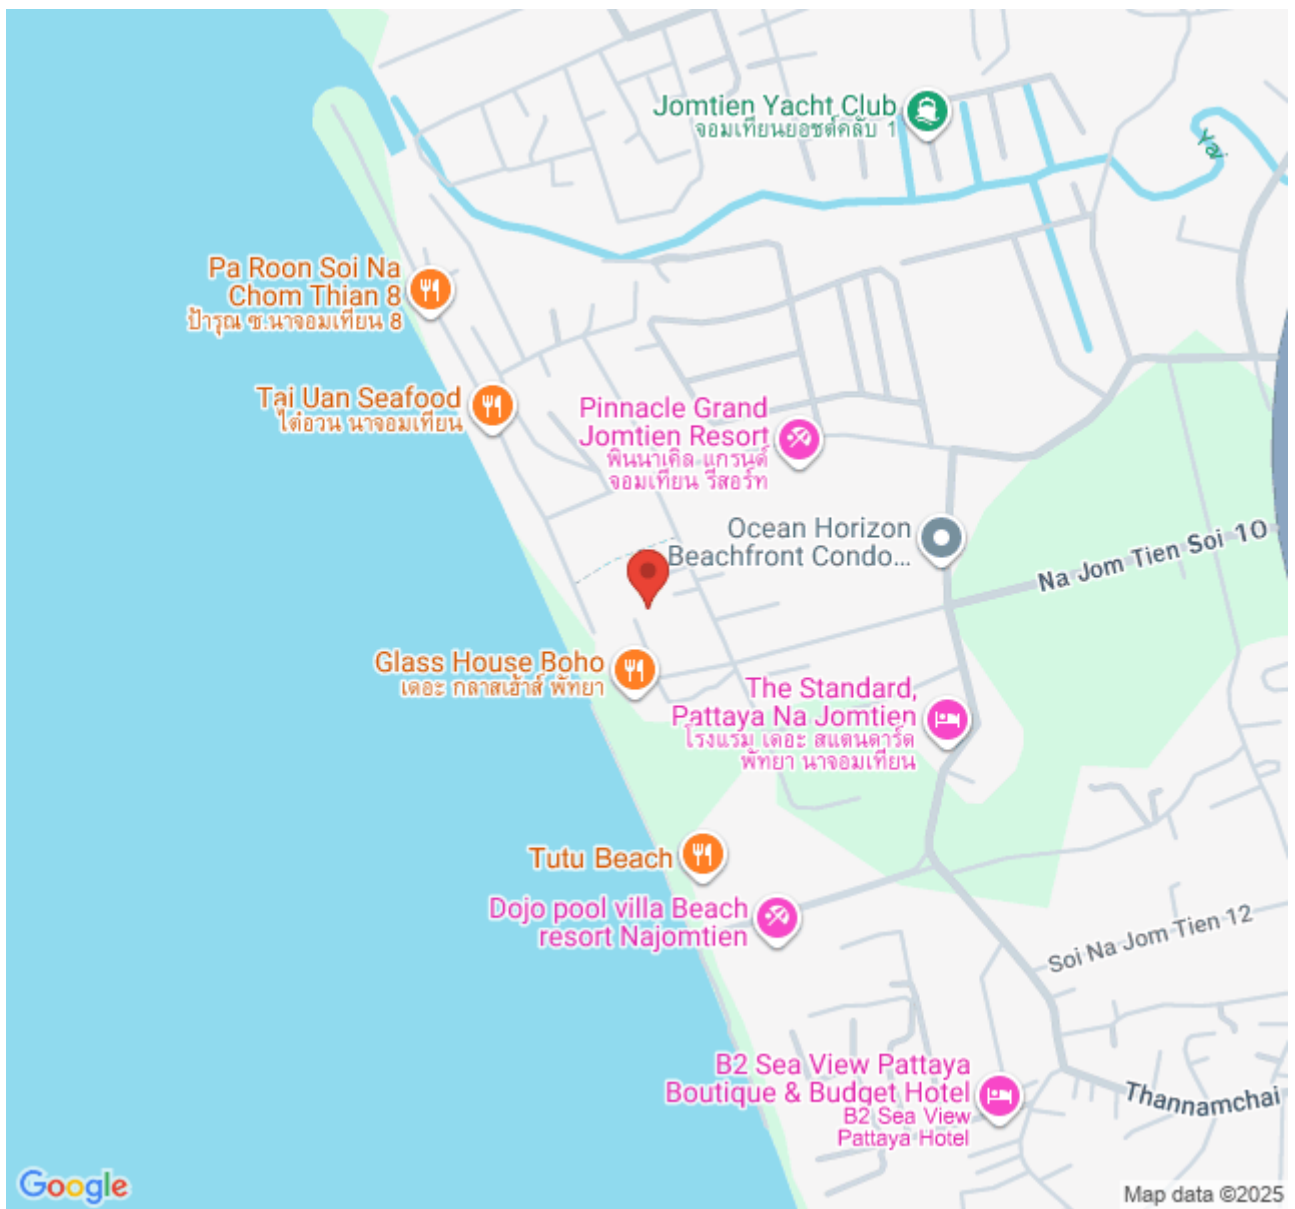 Jomtien Yacht Club
จอมเทียนยอชต์คลับ 1
Yai
Pa Roon Soi Na
Chom Thian 8
ป้ารุณ ซ.นาจอมเทียน 8
Tai Uan Seafood
ไต๋อวน นาจอมเทียน
Pinnacle Grand
Jomtien Resort
พินนาเคิล แกรนด์
จอมเทียน รีสอร์ท
Ocean Horizon
Beachfront Condo...
Na Jom Tien Soi 10
Glass House Boho
เดอะ กลาสเฮ้าส์ พัทยา
The Standard,
Pattaya Na Jomtien
โรงแรม เดอะ สแตนดาร์ด
พัทยา นาจอมเทียน
Tutu Beach
Dojo pool villa Beach
resort Najomtien
Soi Na Jom Tien 12
B2 Sea View Pattaya
Boutique & Budget Hotel
B2 Sea View
Pattaya Hotel
Thannamchai
Google
Map data ©2025